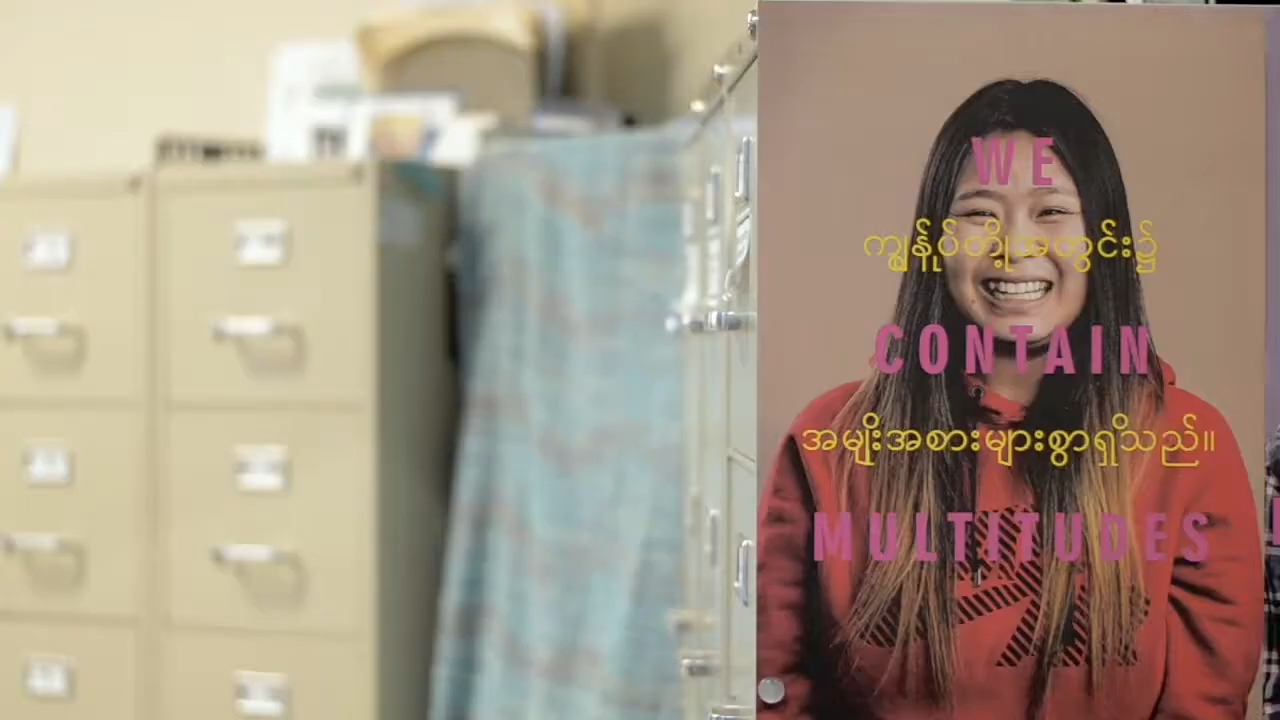 WE
ကျွန်ုပ်တို့အတွင်း၌
CONTAIN
အမျိုးအစားများစွာရှိသည်။
MULTITUDES